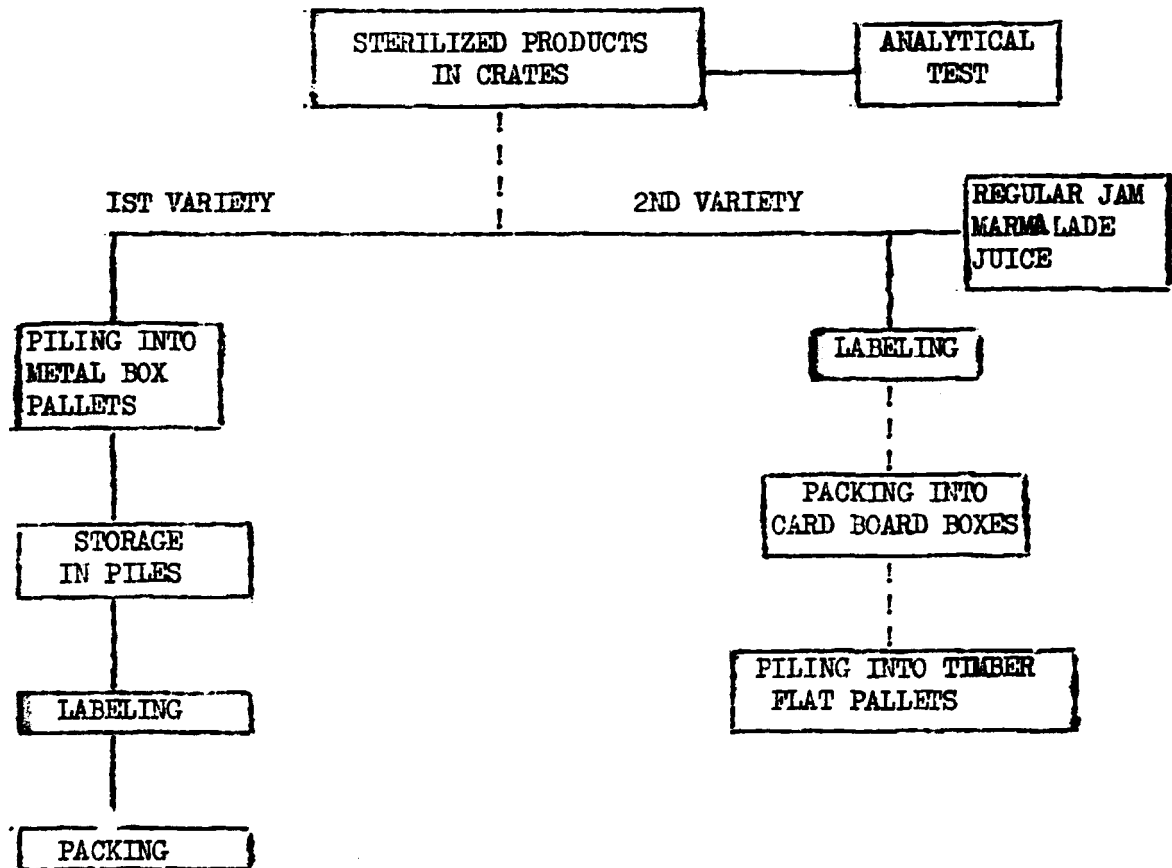 STERILIZED PRODUCTS
IN CRATES
ANALYTICAL
TEST
IST VARIETY
2ND VARIETY
REGULAR JAM
MARMALADE
JUICE
PILING INTO
METAL BOX
PALLETS
STORAGE
IN PILES
LABELING
PACKING
LABELING
PACKING INTO
CARD BOARD BOXES
PILING INTO TIMBER
FLAT PALLETS